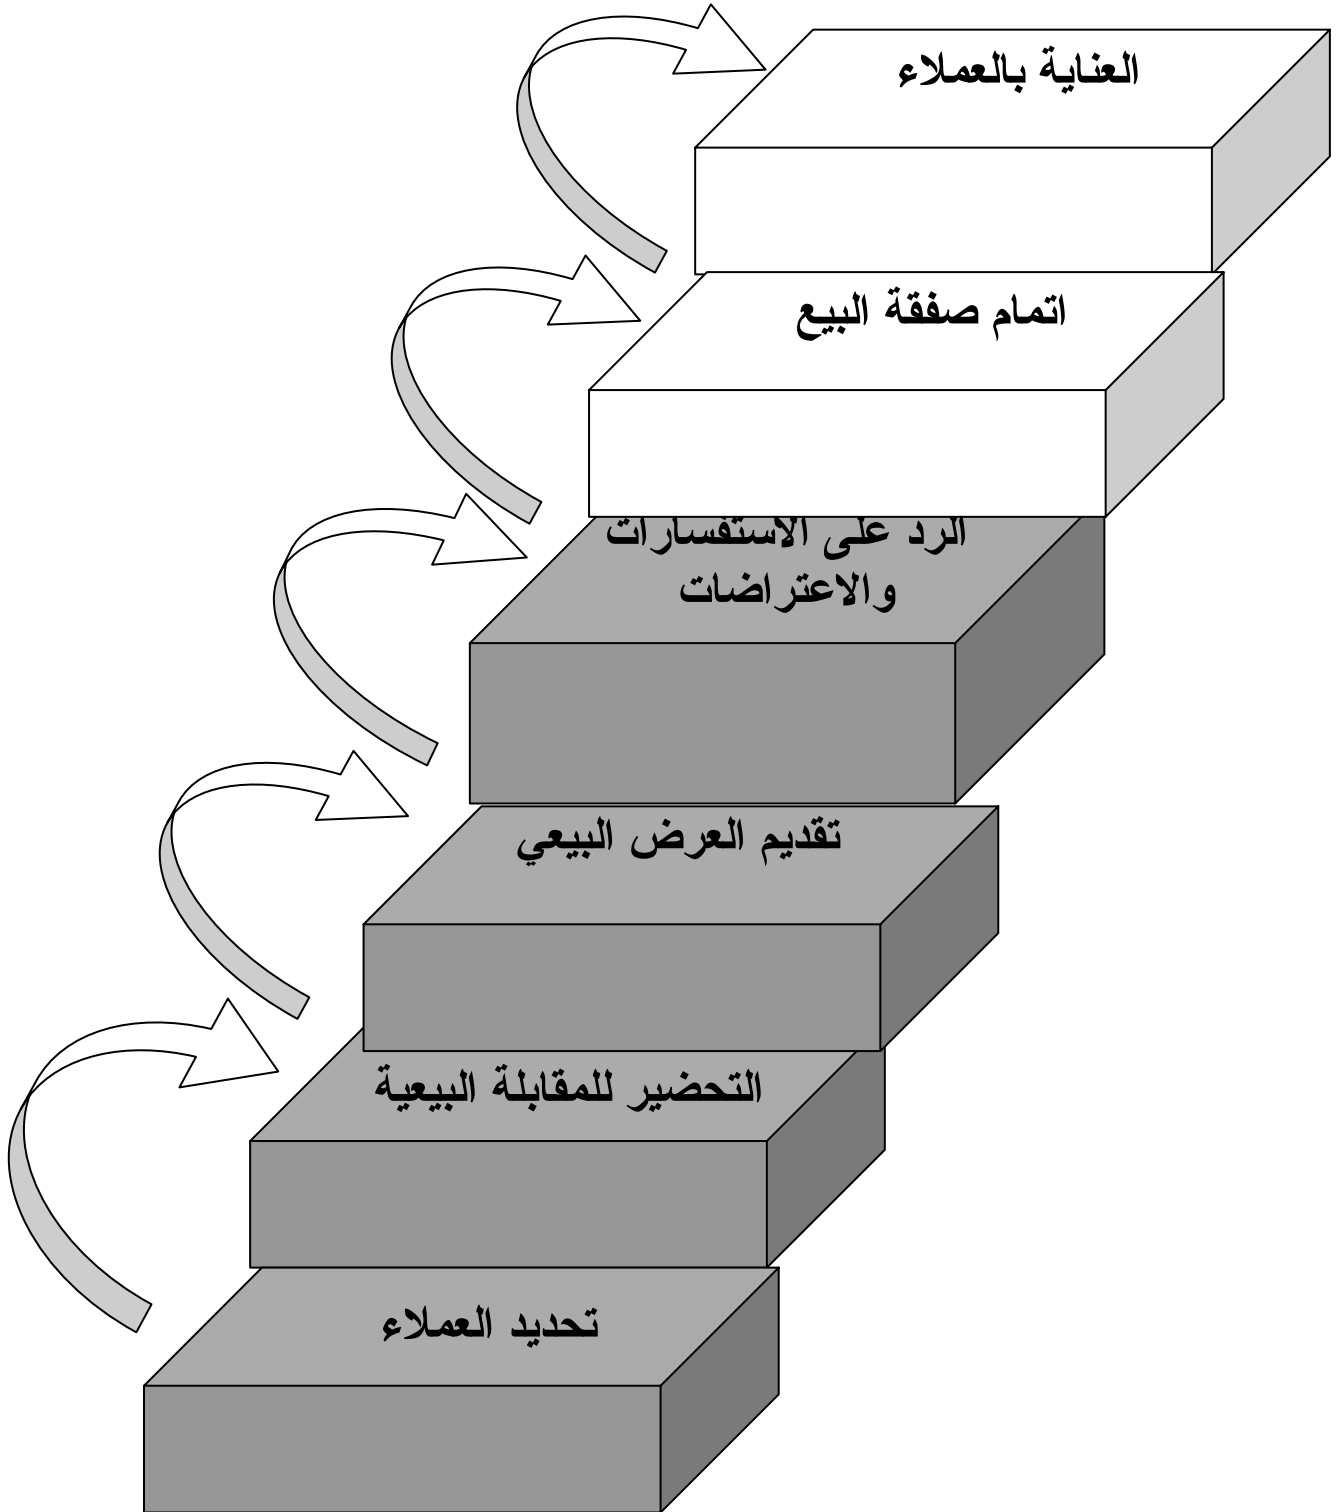 العناية بالعملاء
اتمام صفقة البيع
الرد على الاستفسارات
والاعتراضات
تقديم العرض البيعي
التحضير للمقابلة البيعية
تحديد العملاء